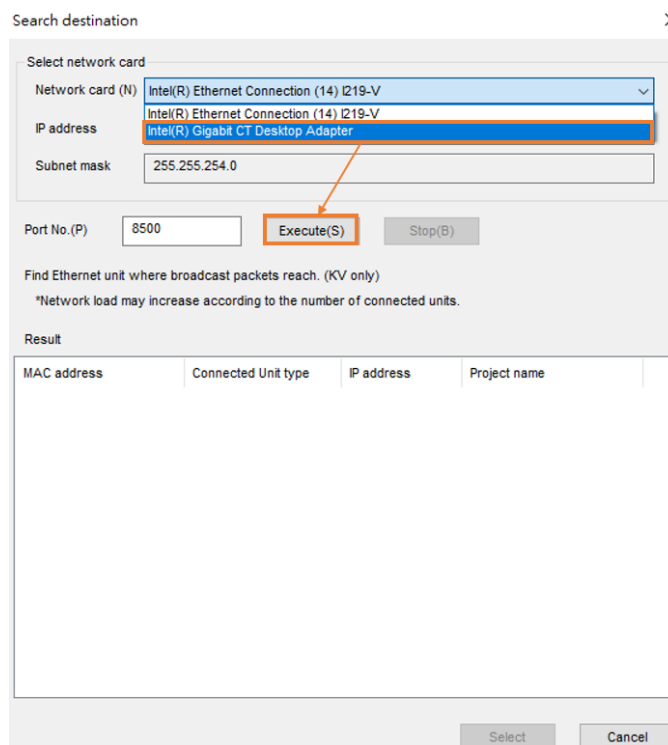 Search destination
Select network card
Network card (N)
Intel(R) Ethernet Connection (14) I219-V
Intel(R) Ethernet Connection (14) I219-V
Intel(R) Gigabit CT Desktop Adapter
IP address
Subnet mask
255.255.254.0
Port No.(P)
8500
Execute(S)
Stop(B)
Find Ethernet unit where broadcast packets reach. (KV only)
*Network load may increase according to the number of connected units.
Result
MAC address
Connected Unit type
IP address
Project name
Select
Cancel